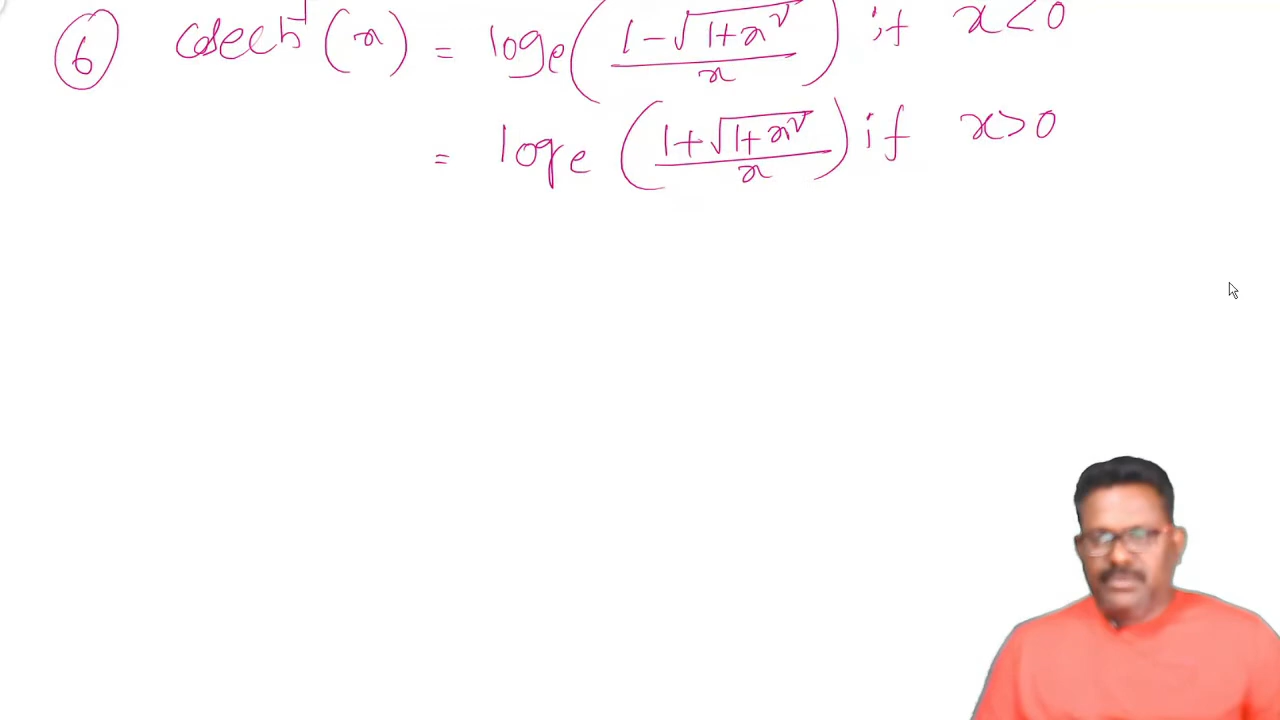 ⑥ cosech⁻¹(x) = logₑ((1-√(1+x²))/x) if x<0
= logₑ((1+√(1+x²))/x) if x>0